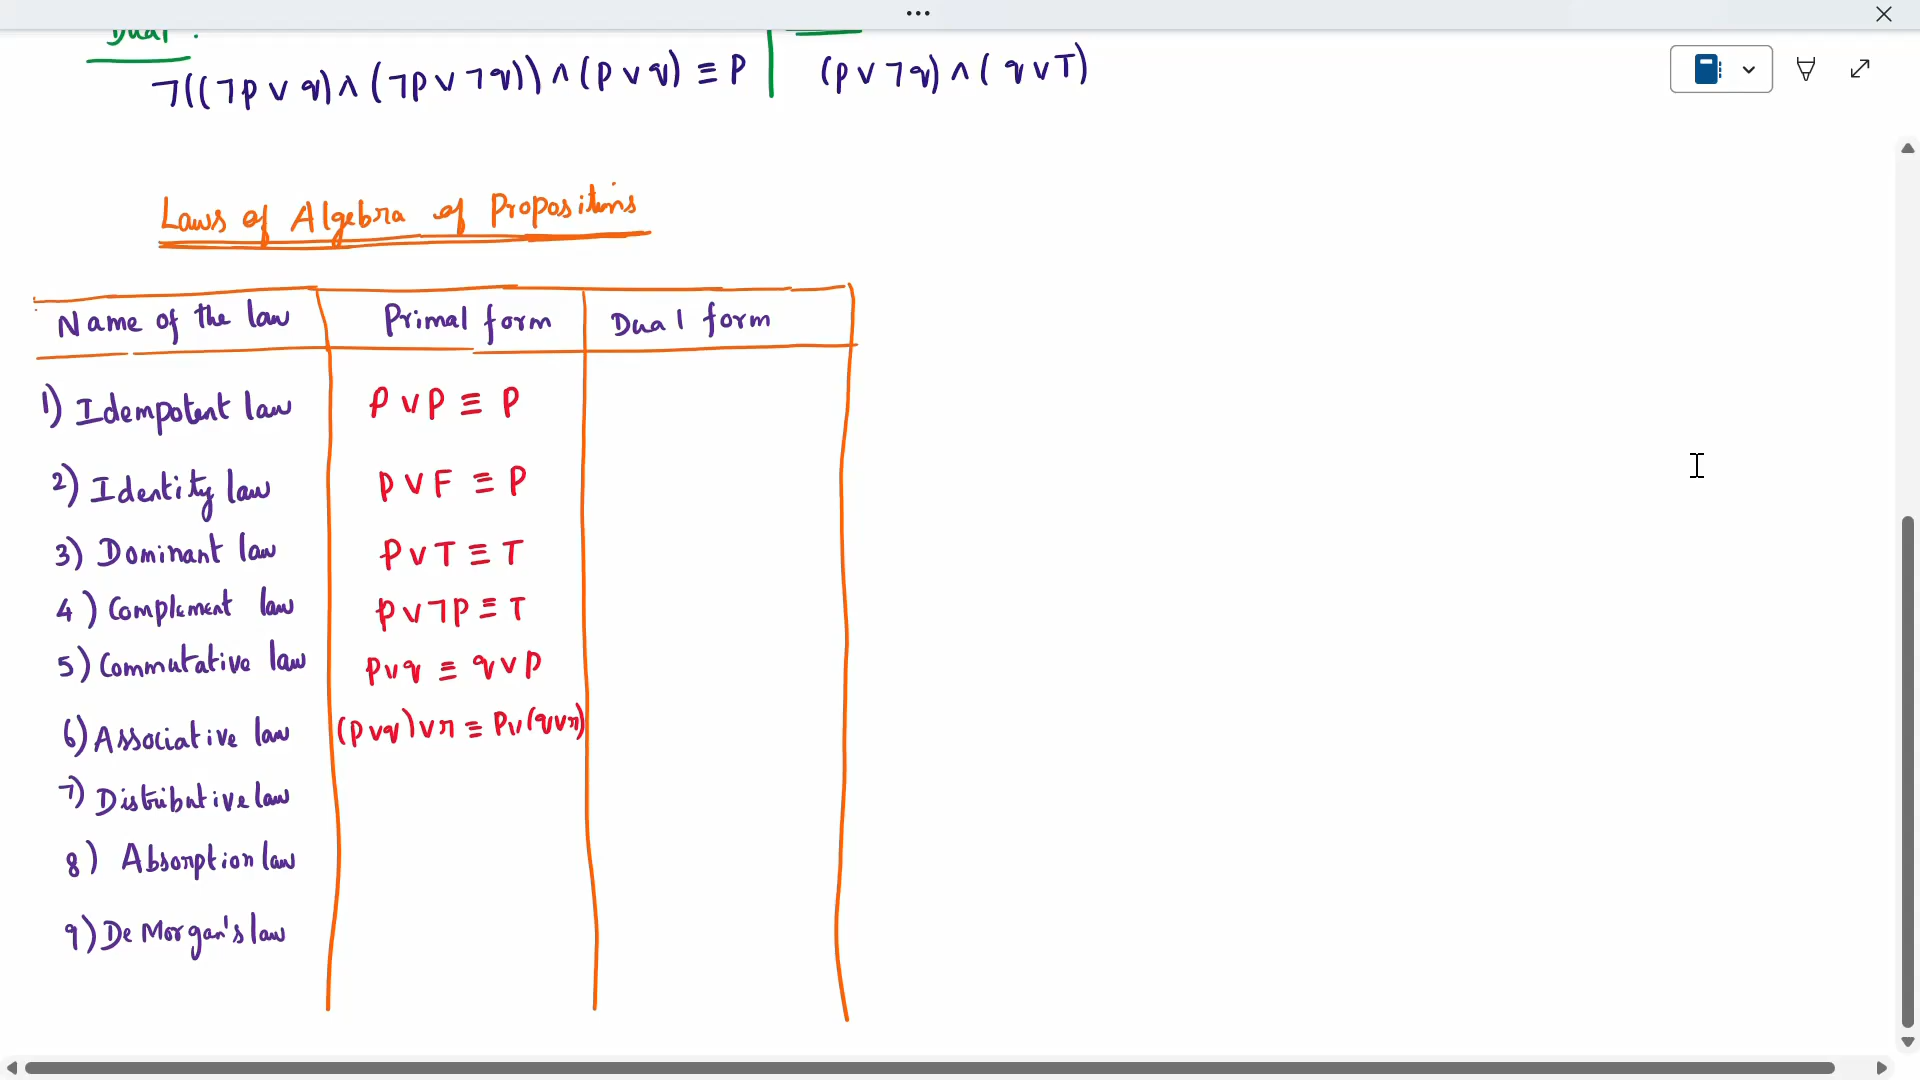 Dual :
¬((¬p ∨ q) ∧ (¬p ∨ ¬q)) ∧ (p ∨ q) ≡ P
(p ∨ ¬q) ∧ ( q ∨ T)
Laws of Algebra of Propositions
Name of the law Primal form Dual form
1) Idempotent law P ∨ P ≡ P
2) Identity law P ∨ F ≡ P
3) Dominant law P ∨ T ≡ T
4) Complement law P ∨ ¬P ≡ T
5) Commutative law P ∨ q ≡ q ∨ P
6) Associative law (P ∨ q) ∨ r ≡ P ∨ (q ∨ r)
7) Distributive law
8) Absorption law
9) De Morgan's law